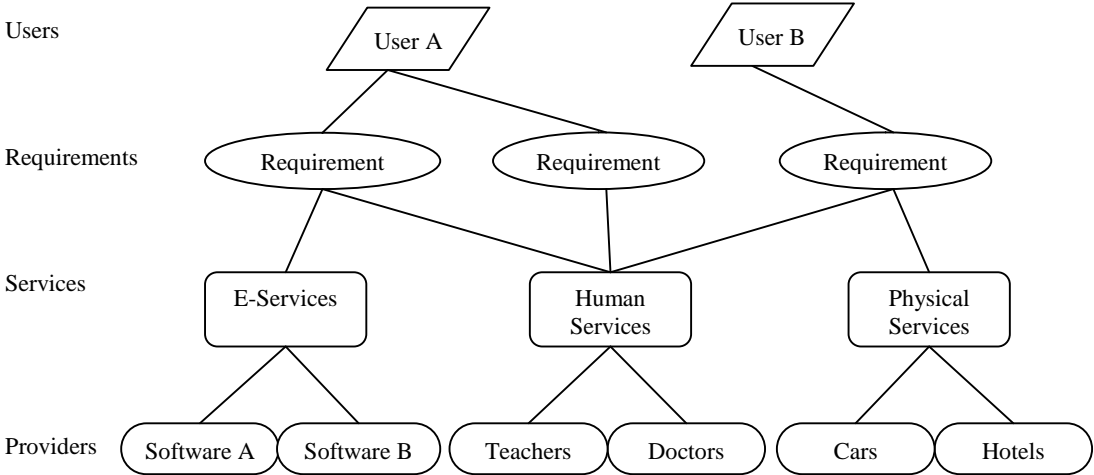 Users
User A
User B
Requirements
Requirement
Requirement
Requirement
Services
E-Services
Human
Services
Physical
Services
Providers
Software A
Software B
Teachers
Doctors
Cars
Hotels